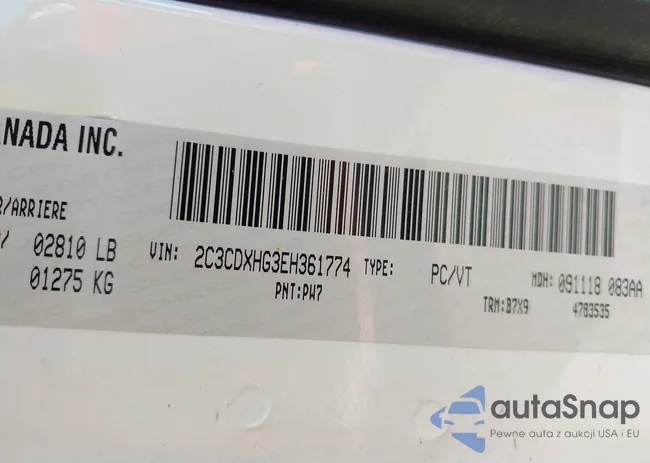 ANADA INC.
R/ARRIERE
02810 LB
01275 KG
VIN: 2C3CDXHG3EH361774 TYPE: PC/VT MDH: 091118 083AA
PNT:PW7
TRM:B7X9 4783535
autaSnap
Pewne auta z aukcji USA i EU